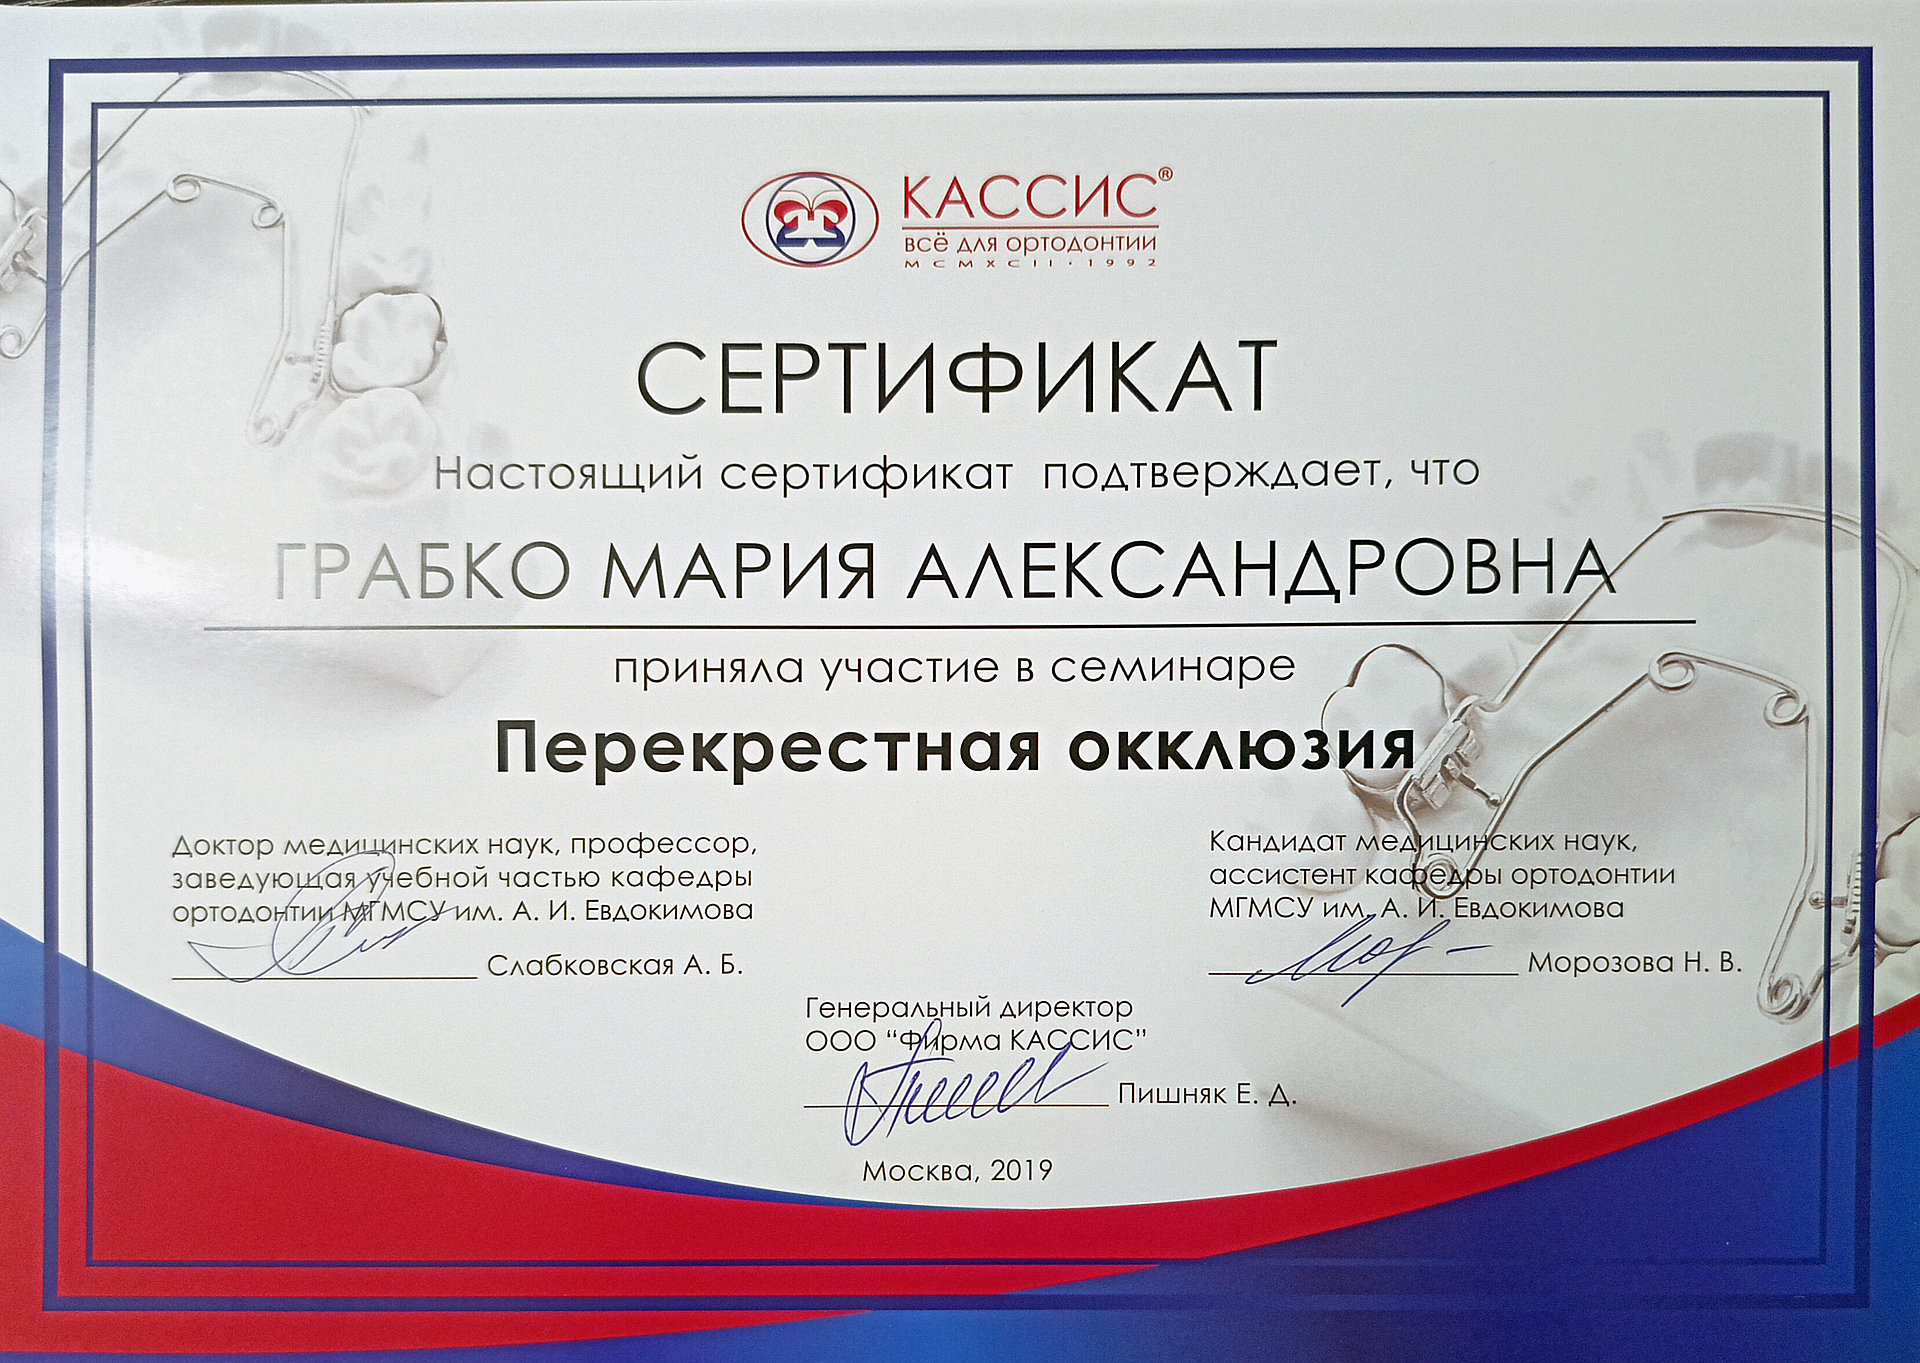 КАССИС®
ВСЁ ДЛЯ ОРТОДОНТИИ
MCMXCII·1992
СЕРТИФИКАТ
Настоящий сертификат подтверждает, что
ГРАБКО МАРИЯ АЛЕКСАНДРОВНА
приняла участие в семинаре
Перекрестная окклюзия
Доктор медицинских наук, профессор,
заведующая учебной частью кафедры
ортодонтии МГМСУ им. А. И. Евдокимова
Слабковская А. Б.
Кандидат медицинских наук,
ассистент кафедры ортодонтии
МГМСУ им. А. И. Евдокимова
Морозова Н. В.
Генеральный директор
ООО “Фирма КАССИС”
Пишняк Е. Д.
Москва, 2019